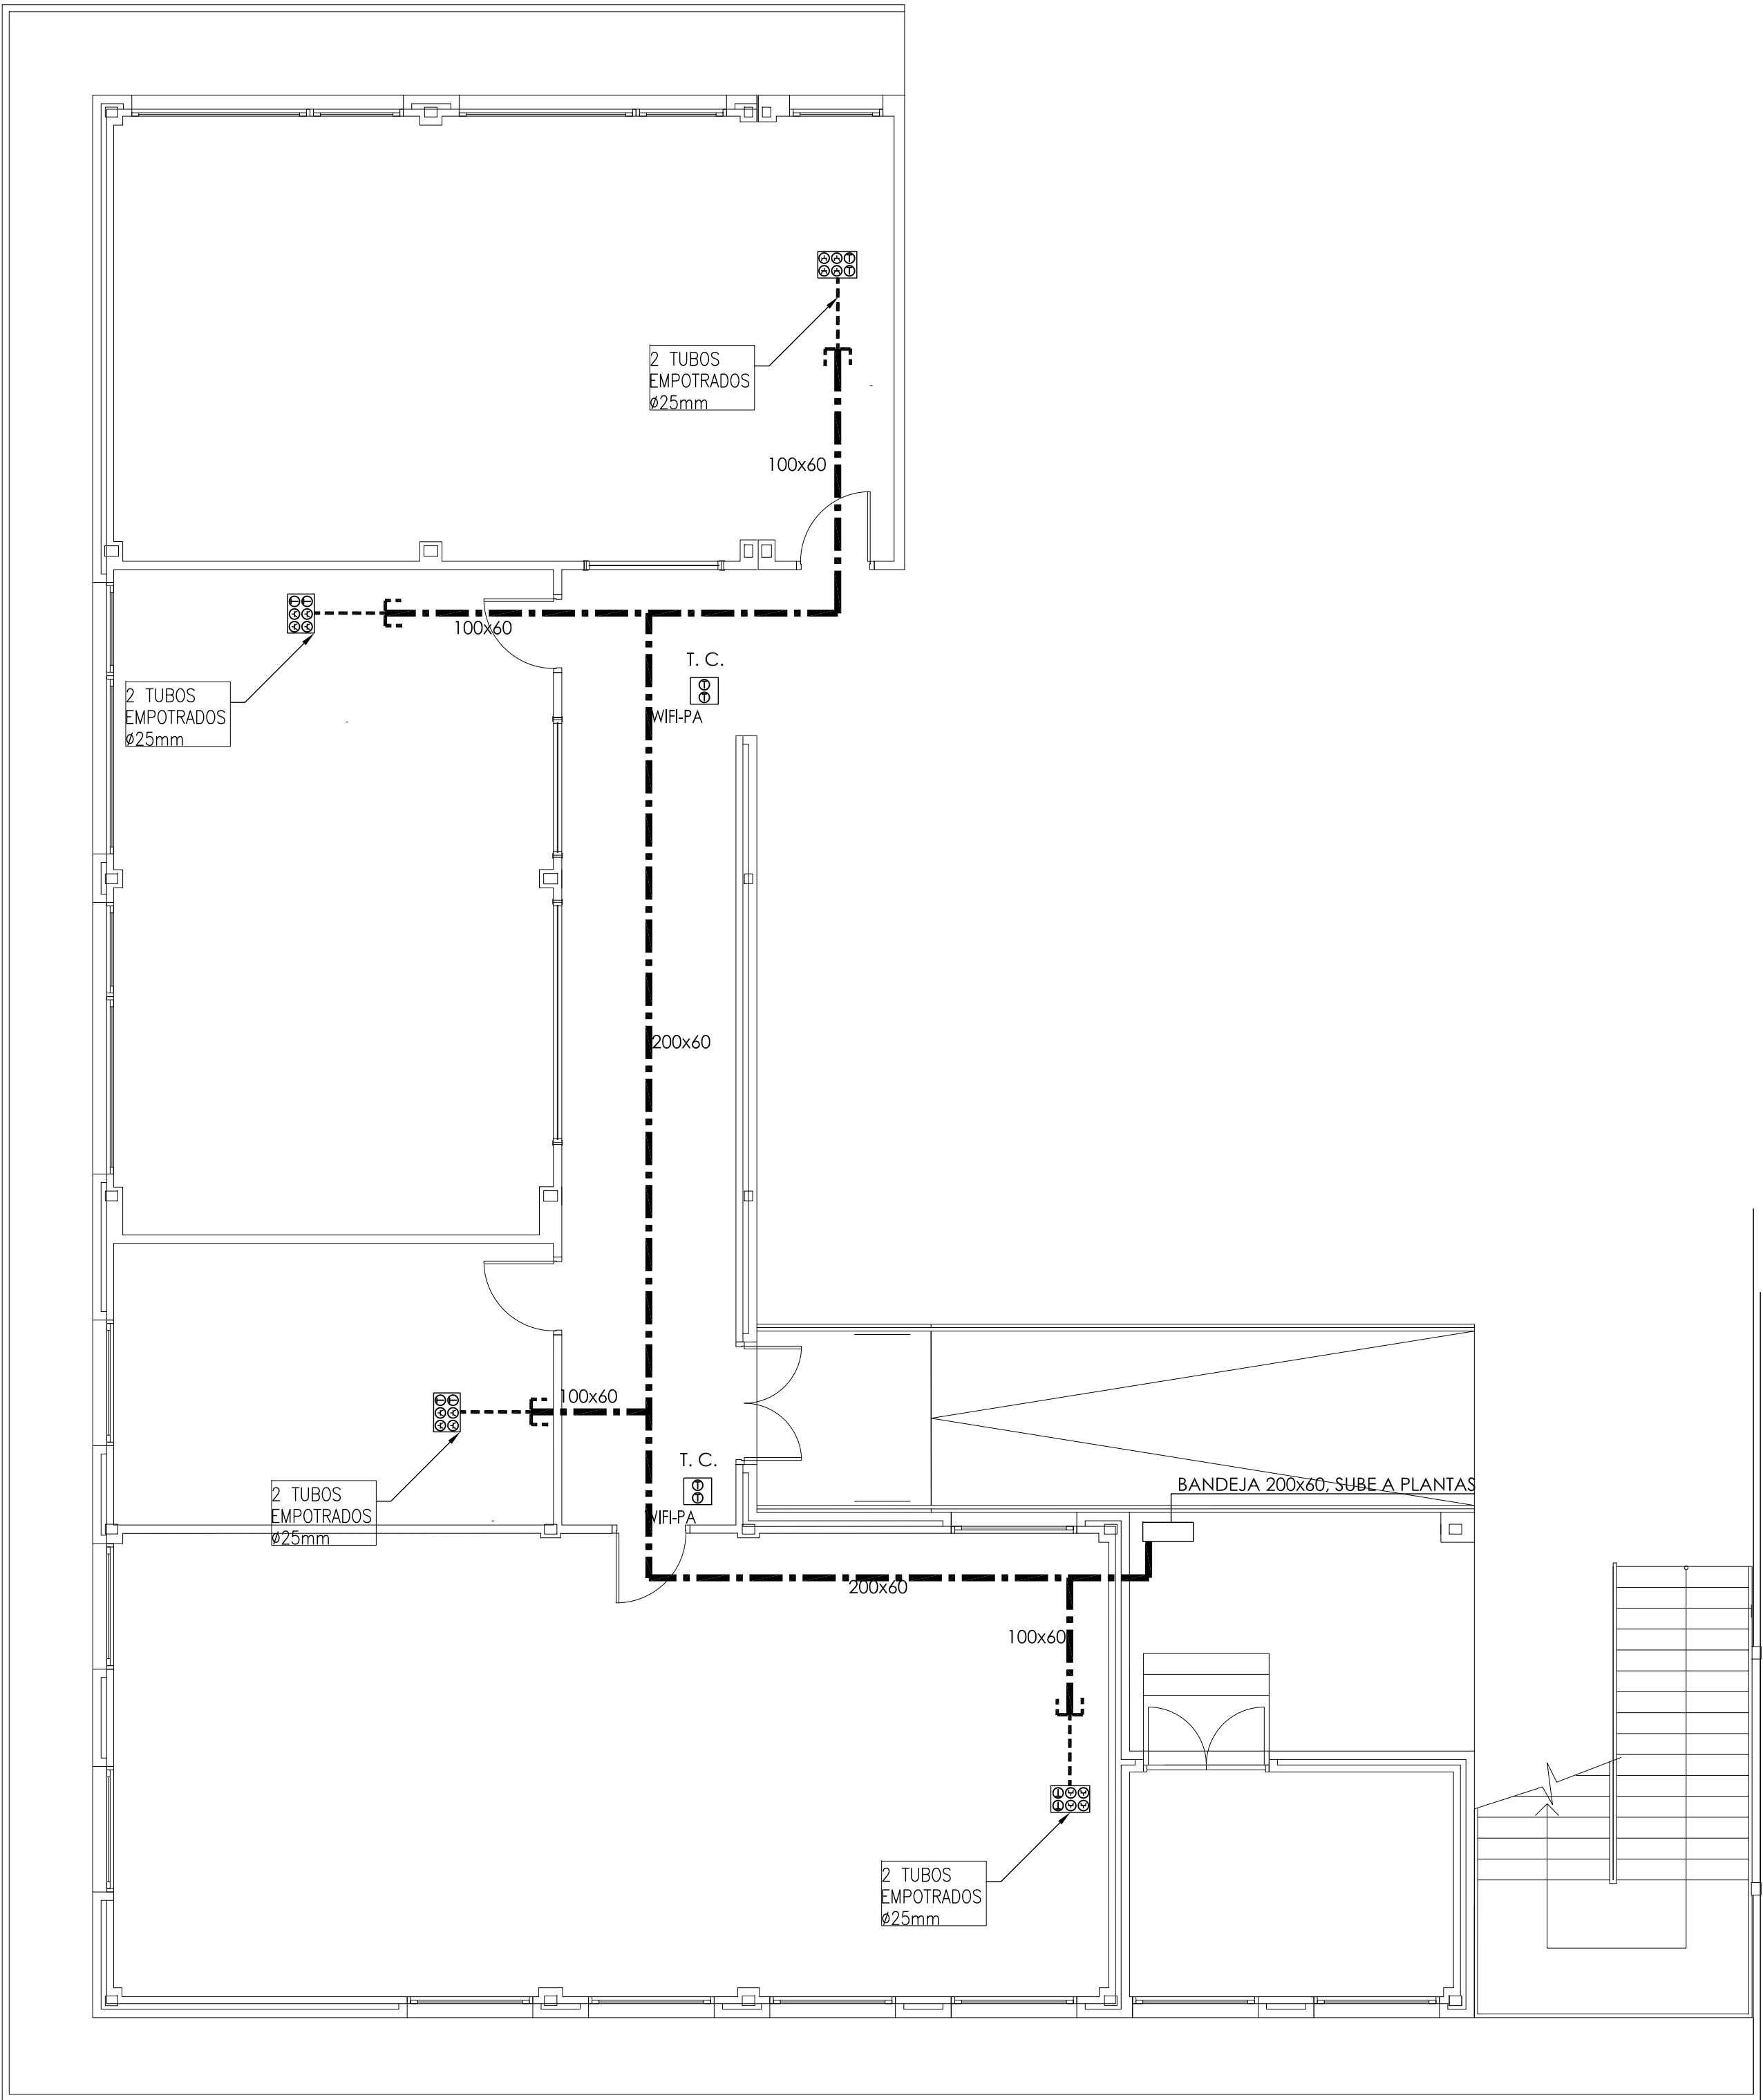 2 TUBOS
EMPOTRADOS
ø25mm
100x60
100x60
T. C.
WIFI-PA
2 TUBOS
EMPOTRADOS
ø25mm
200x60
100x60
T. C.
WIFI-PA
2 TUBOS
EMPOTRADOS
ø25mm
BANDEJA 200x60, SUBE A PLANTAS
200x60
100x60
2 TUBOS
EMPOTRADOS
ø25mm